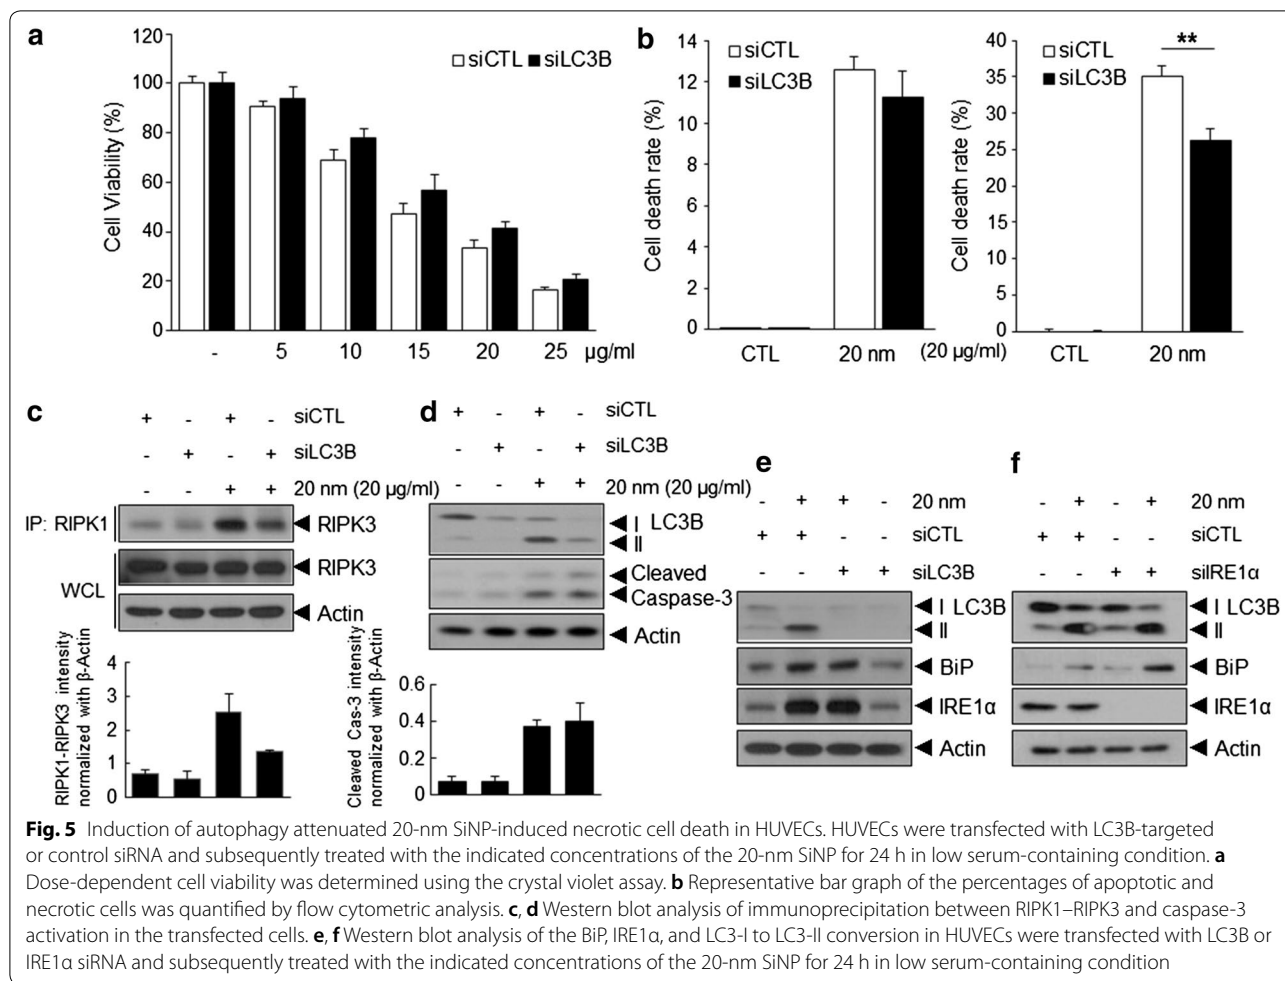 a
120
100
80
60
40
20
0
Cell Viability (%)
siCTL siLC3B
- 5 10 15 20 25 µg/ml
b
14
12
10
8
6
4
2
0
Cell death rate (%)
siCTL
siLC3B
CTL 20 nm (20 µg/ml)
40
35
30
25
20
15
10
5
0
Cell death rate (%)
siCTL
siLC3B
**
CTL 20 nm
c
+ - + - siCTL
- + - + siLC3B
- - + + 20 nm (20 µg/ml)
IP: RIPK1 RIPK3
WCL RIPK3
Actin
RIPK1-RIPK3 intensity
normalized with β-Actin
4
3
2
1
0
d
+ - + - siCTL
- + - + siLC3B
- - + + 20 nm (20 µg/ml)
I LC3B
II
Cleaved
Caspase-3
Actin
Cleaved Cas-3 intensity
normalized with β-Actin
0.6
0.4
0.2
0
e
- + + - 20 nm
+ + - - siCTL
- - + + siLC3B
I LC3B
II
BiP
IRE1α
Actin
f
- + - + 20 nm
+ + - - siCTL
- - + + siIRE1α
I LC3B
II
BiP
IRE1α
Actin
Fig. 5 Induction of autophagy attenuated 20-nm SiNP-induced necrotic cell death in HUVECs. HUVECs were transfected with LC3B-targeted
or control siRNA and subsequently treated with the indicated concentrations of the 20-nm SiNP for 24 h in low serum-containing condition. a
Dose-dependent cell viability was determined using the crystal violet assay. b Representative bar graph of the percentages of apoptotic and
necrotic cells was quantified by flow cytometric analysis. c, d Western blot analysis of immunoprecipitation between RIPK1–RIPK3 and caspase-3
activation in the transfected cells. e, f Western blot analysis of the BiP, IRE1α, and LC3-I to LC3-II conversion in HUVECs were transfected with LC3B or
IRE1α siRNA and subsequently treated with the indicated concentrations of the 20-nm SiNP for 24 h in low serum-containing condition